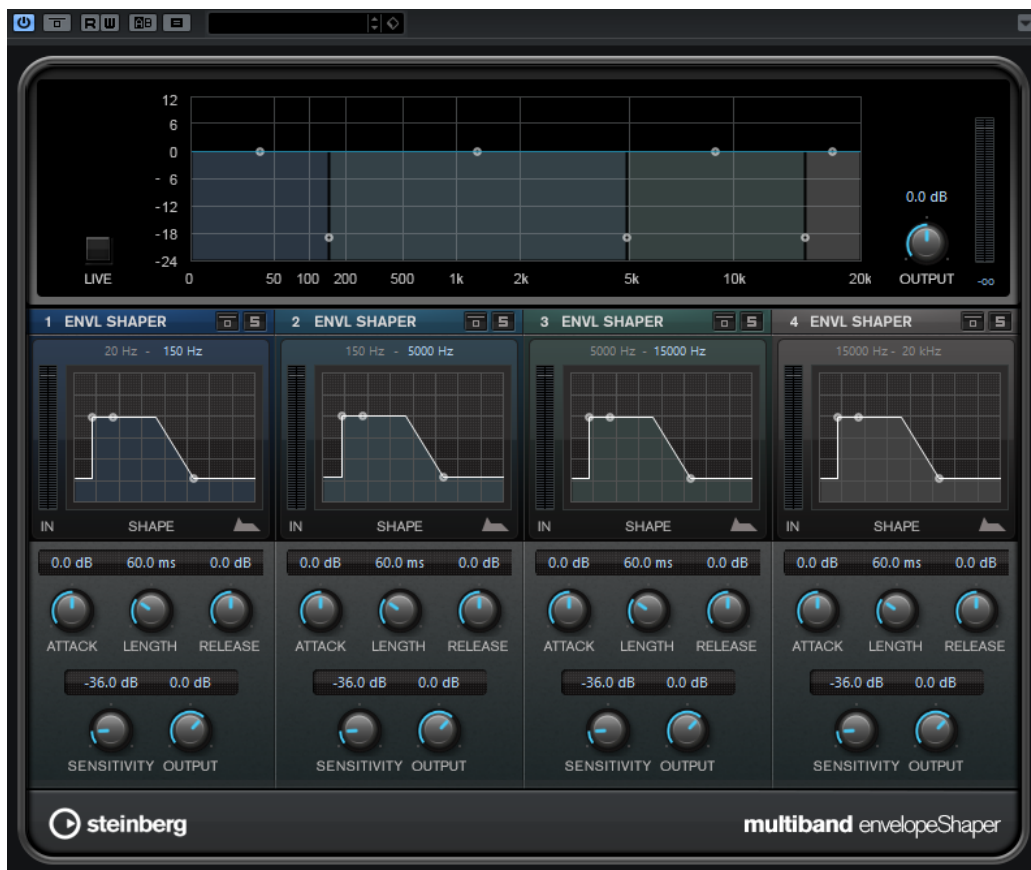 R W AB
12
6
0
- 6
-12
-18
-24
0 50 100 200 500 1k 2k 5k 10k 20k
LIVE
0.0 dB
OUTPUT
-∞
1 ENVL SHAPER S
20 Hz - 150 Hz
IN SHAPE
0.0 dB 60.0 ms 0.0 dB
ATTACK LENGTH RELEASE
-36.0 dB 0.0 dB
SENSITIVITY OUTPUT
2 ENVL SHAPER S
150 Hz - 5000 Hz
IN SHAPE
0.0 dB 60.0 ms 0.0 dB
ATTACK LENGTH RELEASE
-36.0 dB 0.0 dB
SENSITIVITY OUTPUT
3 ENVL SHAPER S
5000 Hz - 15000 Hz
IN SHAPE
0.0 dB 60.0 ms 0.0 dB
ATTACK LENGTH RELEASE
-36.0 dB 0.0 dB
SENSITIVITY OUTPUT
4 ENVL SHAPER S
15000 Hz - 20 kHz
IN SHAPE
0.0 dB 60.0 ms 0.0 dB
ATTACK LENGTH RELEASE
-36.0 dB 0.0 dB
SENSITIVITY OUTPUT
steinberg
multiband envelopeShaper